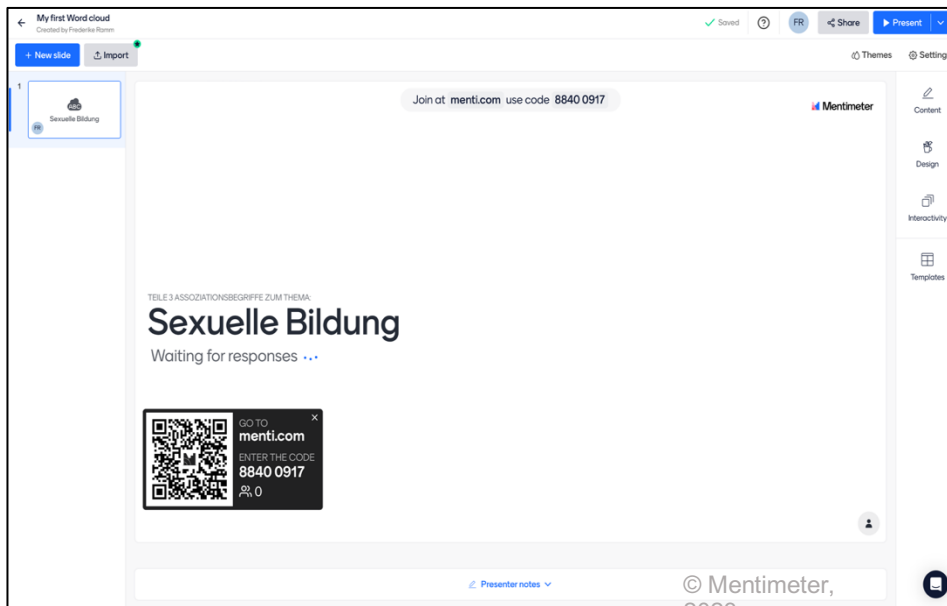 My first Word cloud
Created by Frederike Ramm
Saved
FR
Share
Present
+ New slide
Import
Themes
Setting
1
ABC
Sexuelle Bildung
FR
Join at menti.com use code 8840 0917
Mentimeter
Content
Design
Interactivity
Templates
TEILE 3 ASSOZIATIONSBEGRIFFE ZUM THEMA:
Sexuelle Bildung
Waiting for responses
GO TO
menti.com
ENTER THE CODE
8840 0917
0
Presenter notes
© Mentimeter,